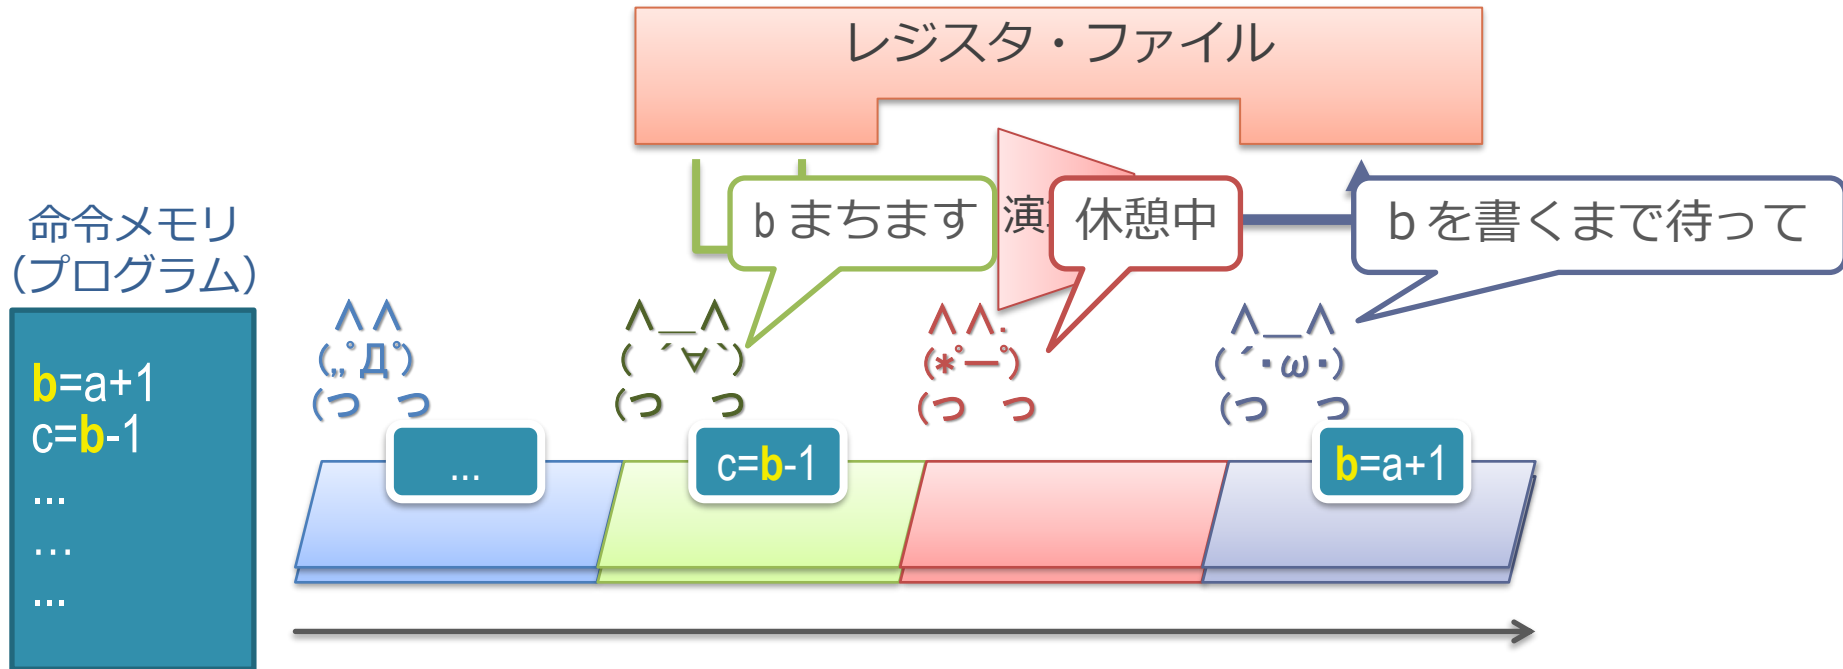 レジスタ・ファイル
b まちます
演
休憩中
b を書くまで待って
命令メモリ
（プログラム）
b=a+1
c=b-1
...
...
...
∧ ∧
(,,ﾟДﾟ)
(つ　つ
∧＿∧
(　´∀`)
(つ　つ
∧ ∧.
(*ﾟーﾟ)
(つ　つ
∧＿∧
(´・ω・)
(つ　つ
...
c=b-1
b=a+1